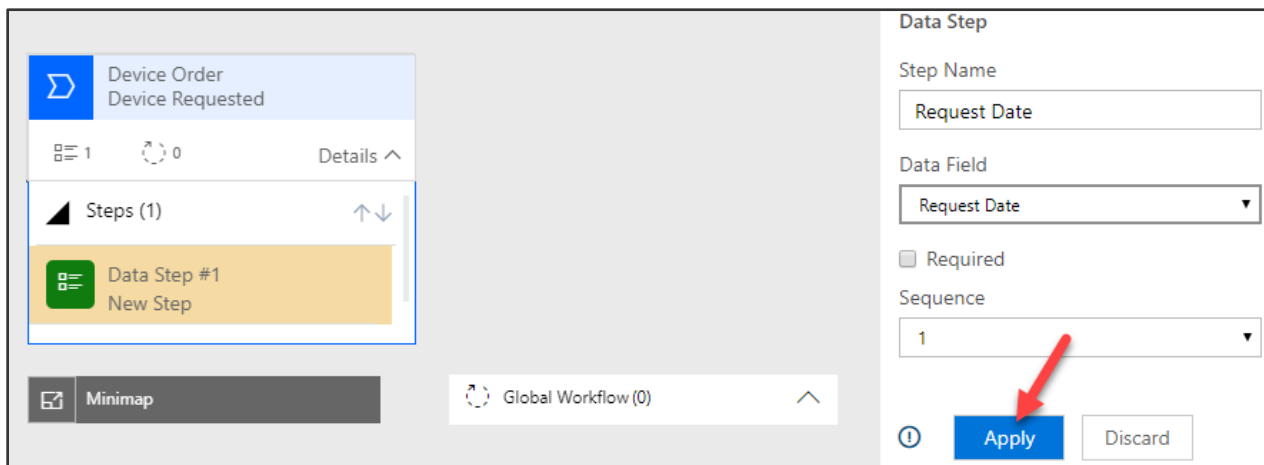 Device Order
Device Requested
1
0
Details
Steps (1)
Data Step #1
New Step
Minimap
Global Workflow (0)
Data Step
Step Name
Request Date
Data Field
Request Date
Required
Sequence
1
Apply
Discard